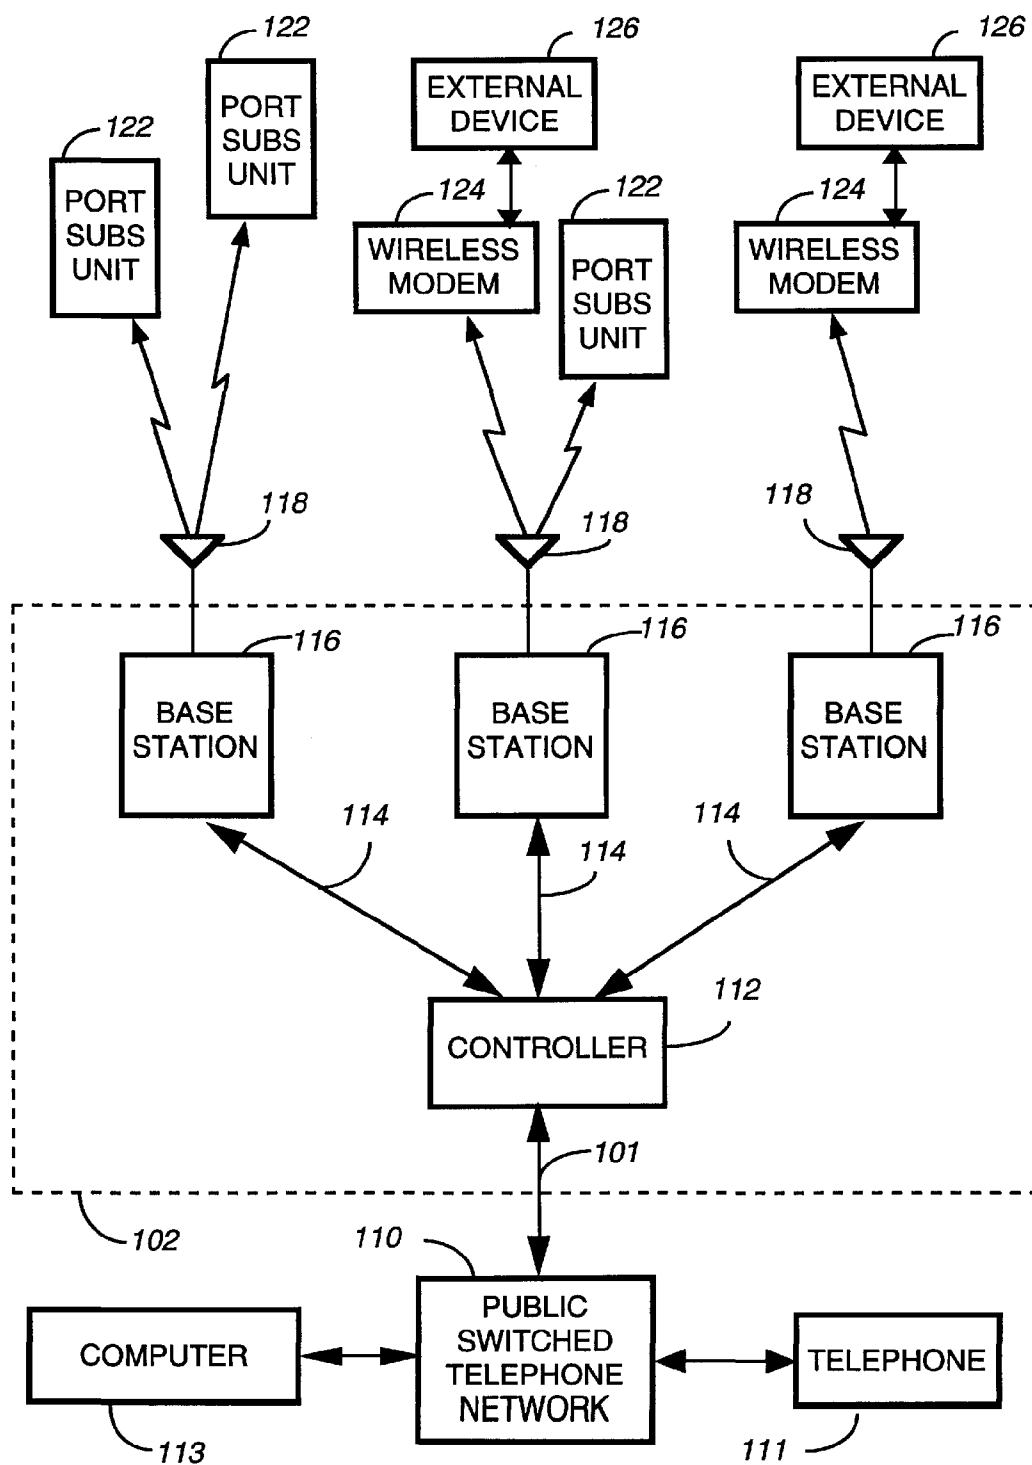 122
126
126
PORT
SUBS
UNIT
EXTERNAL
DEVICE
EXTERNAL
DEVICE
122
PORT
SUBS
UNIT
124
122
124
WIRELESS
MODEM
PORT
SUBS
UNIT
WIRELESS
MODEM
118
118
118
116
116
116
BASE
STATION
BASE
STATION
BASE
STATION
114
114
114
112
CONTROLLER
101
102
110
PUBLIC
SWITCHED
TELEPHONE
NETWORK
COMPUTER
TELEPHONE
113
111